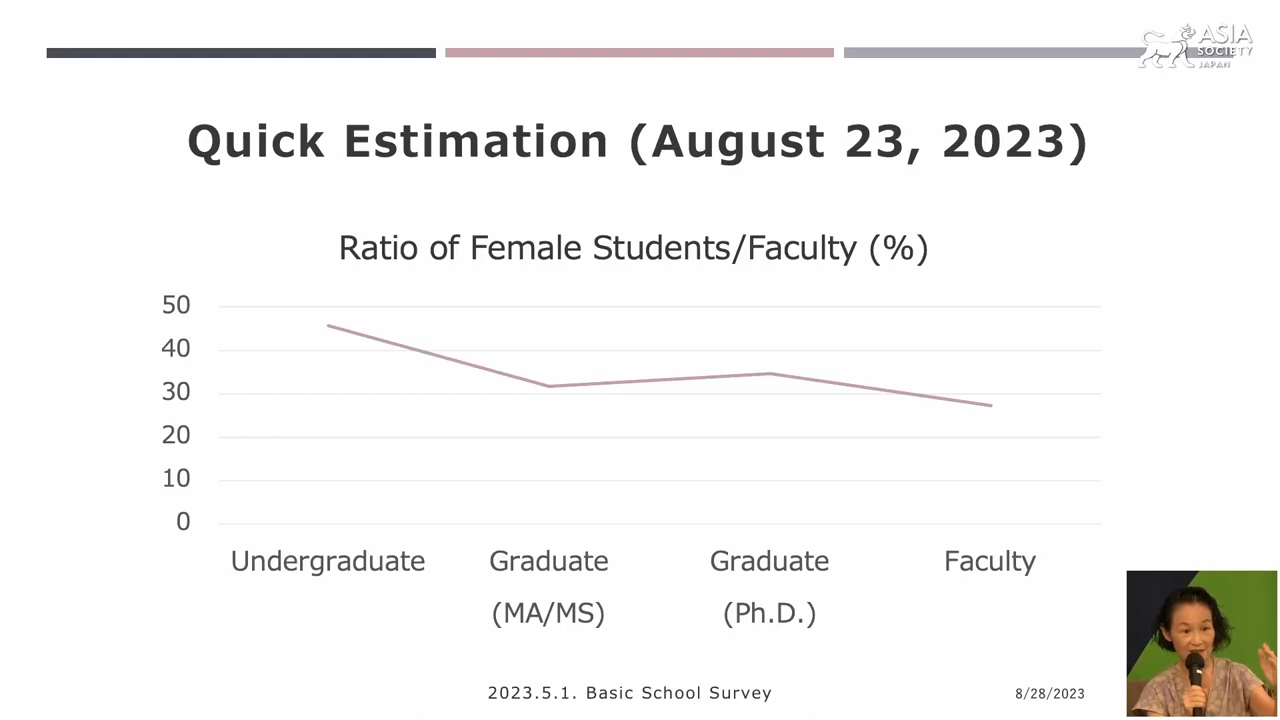 ASIA
SOCIETY
JAPAN
Quick Estimation (August 23, 2023)
Ratio of Female Students/Faculty (%)
50
40
30
20
10
0
Undergraduate
Graduate
(MA/MS)
Graduate
(Ph.D.)
Faculty
2023.5.1. Basic School Survey
8/28/2023